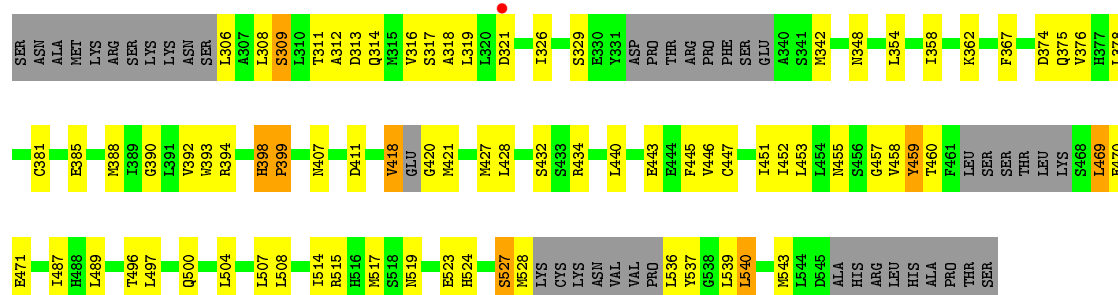 SER ASN ALA MET LYS ARG SER LYS LYS ASN SER L306 A307 L308 S309 L310 T311 A312 D313 Q314 M315 V316 S317 A318 L319 L320 D321 I326 S329 E330 Y331 ASP PRO THR ARG PRO PHE SER GLU A340 S341 M342 N348 L354 I358 K362 F367 D374 Q375 V376 H377 L378
C381 E385 M388 I389 G390 L391 V392 W393 R394 H398 P399 N407 D411 V418 GLU G420 M421 M427 L428 S432 S433 R434 L440 E443 E444 F445 V446 C447 I451 I452 L453 L454 N455 S456 G457 V458 Y459 T460 F461 LEU SER SER THR LEU LYS S468 L469 E470
E471 I487 H488 L489 T496 L497 Q500 L504 L507 L508 I514 R515 H516 M517 S518 N519 E523 H524 S527 M528 LYS CYS LYS ASN VAL VAL PRO L536 Y537 G538 L539 L540 M543 L544 D545 ALA HIS ARG LEU HIS ALA PRO THR SER